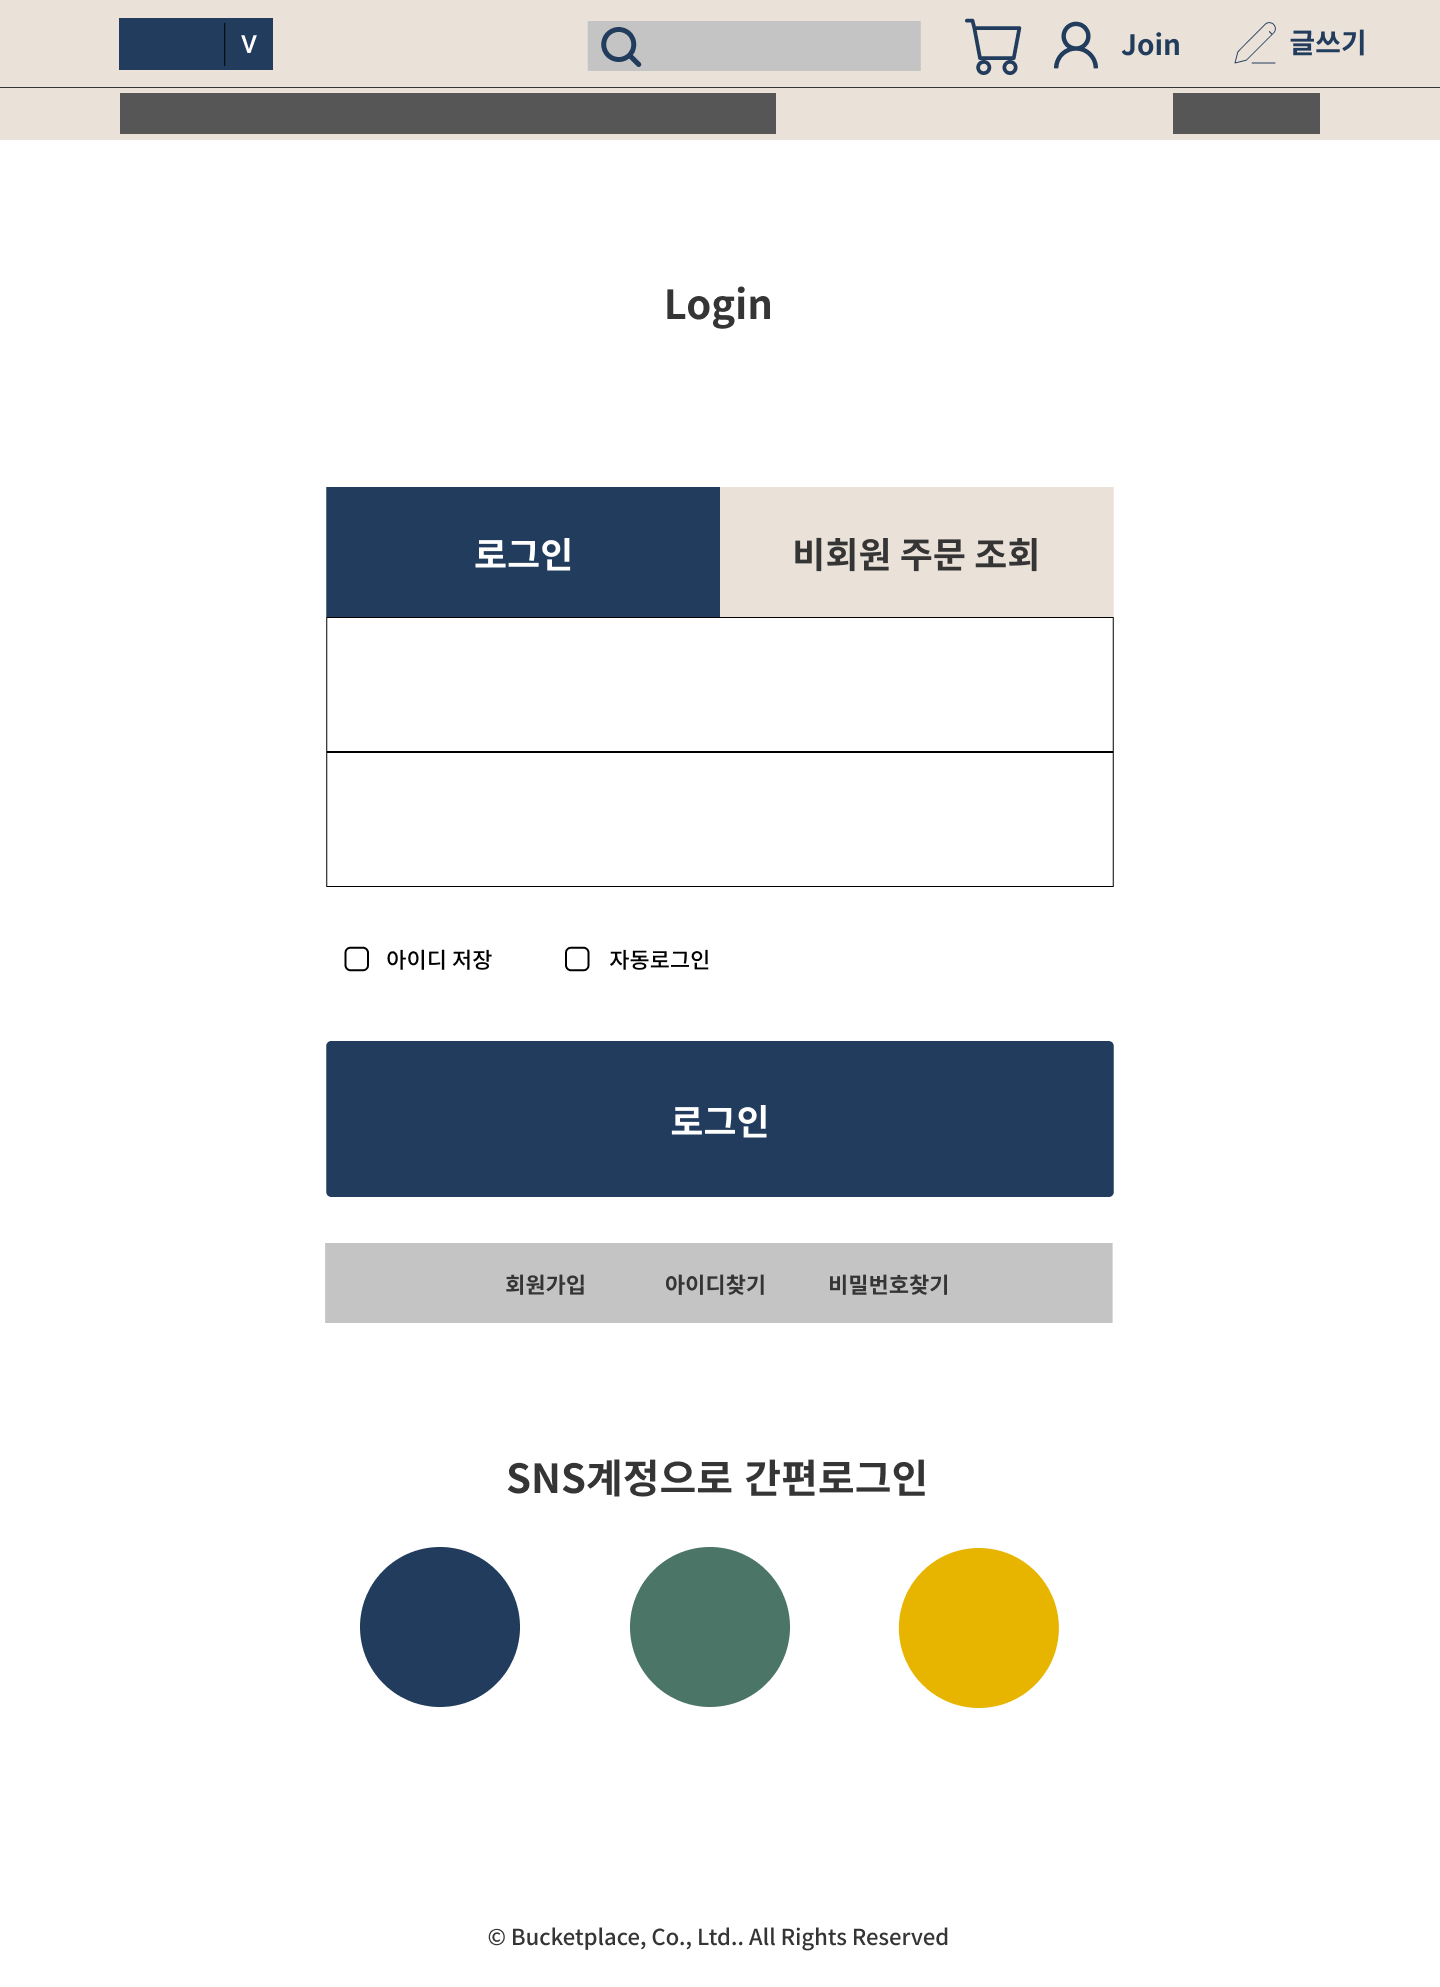 V
Join
글쓰기
Login
로그인
비회원 주문 조회
아이디 저장
자동로그인
로그인
회원가입
아이디찾기
비밀번호찾기
SNS계정으로 간편로그인
© Bucketplace, Co., Ltd.. All Rights Reserved